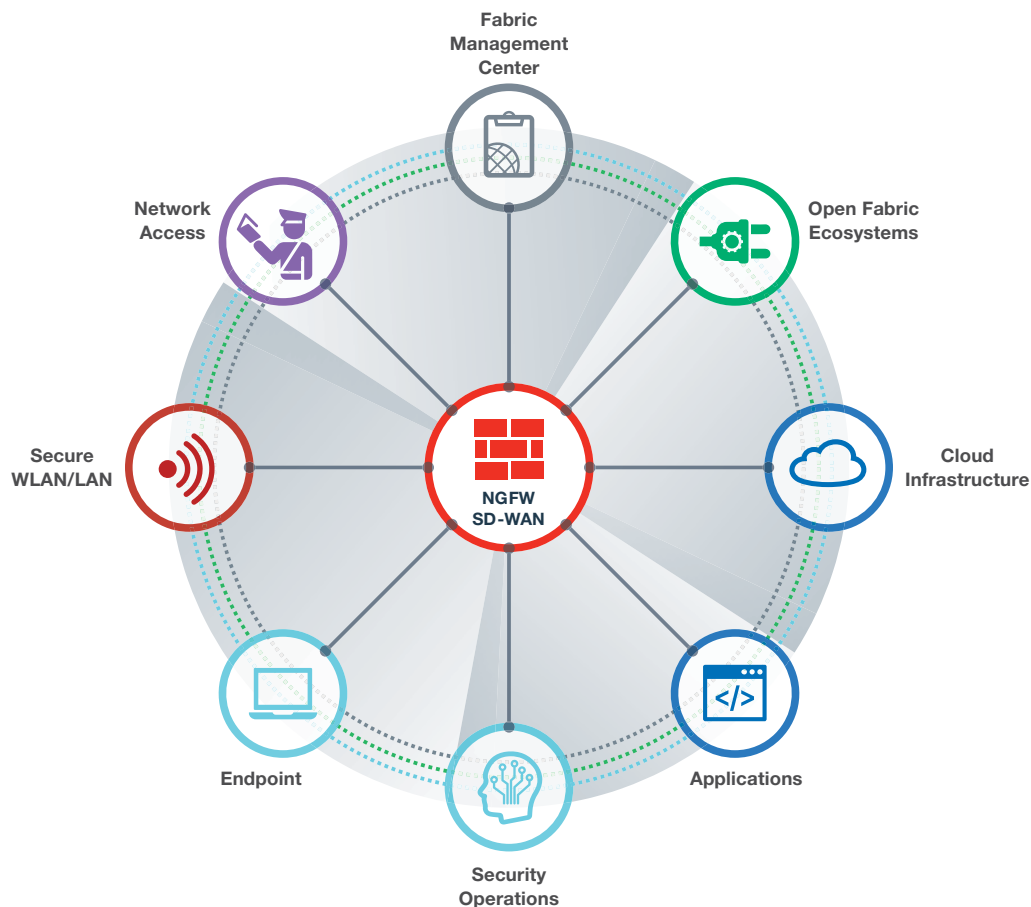 Fabric
Management
Center
Network
Access
Open Fabric
Ecosystems
Secure
WLAN/LAN
NGFW
SD-WAN
Cloud
Infrastructure
</>
Endpoint
Applications
Security
Operations